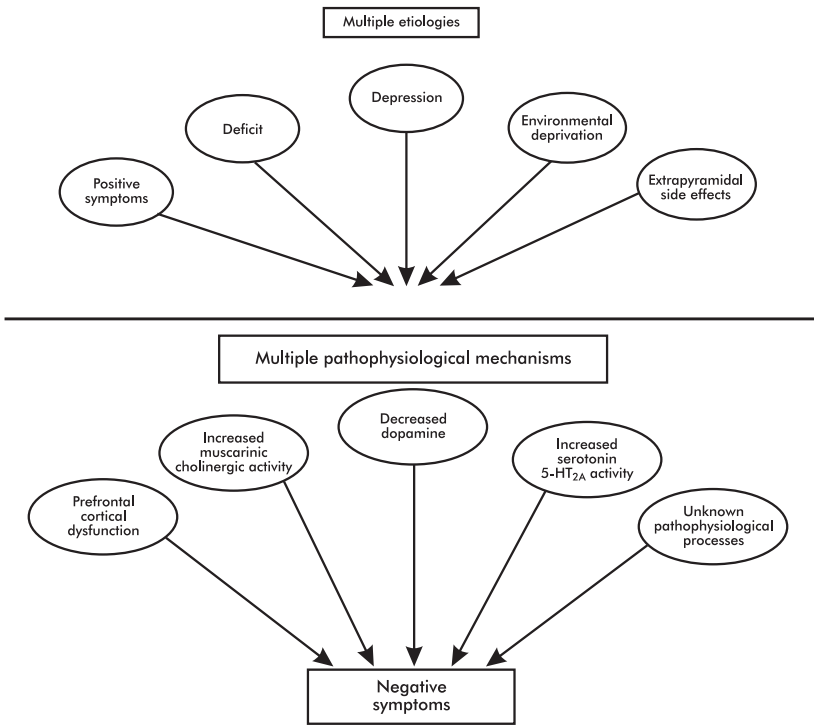 Multiple etiologies
Depression
Deficit
Environmental
deprivation
Positive
symptoms
Extrapyramidal
side effects
Multiple pathophysiological mechanisms
Decreased
dopamine
Increased
muscarinic
cholinergic activity
Increased
serotonin
5-HT₂A activity
Prefrontal
cortical
dysfunction
Unknown
pathophysiological
processes
Negative
symptoms